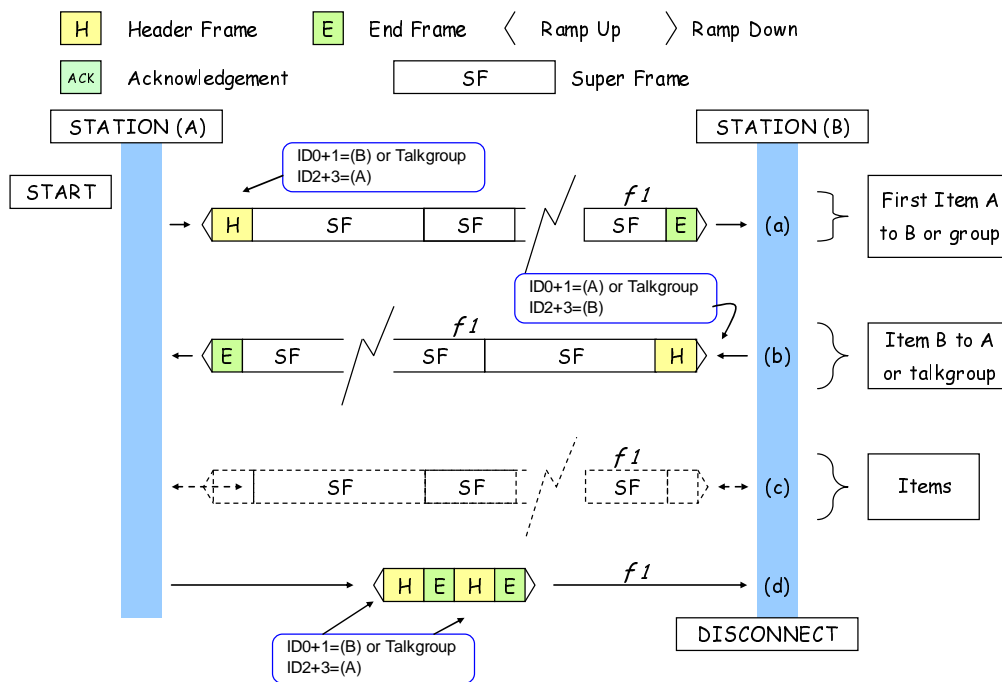 H Header Frame E End Frame Ramp Up Ramp Down
ACK Acknowledgement SF Super Frame
STATION (A) STATION (B)
START
ID0+1=(B) or Talkgroup
ID2+3=(A)
f1
H SF SF SF E (a)
First Item A
to B or group
ID0+1=(A) or Talkgroup
ID2+3=(B)
f1
E SF SF SF H (b)
Item B to A
or talkgroup
f1
SF SF SF (c)
Items
f1
H E H E (d)
ID0+1=(B) or Talkgroup
ID2+3=(A)
DISCONNECT